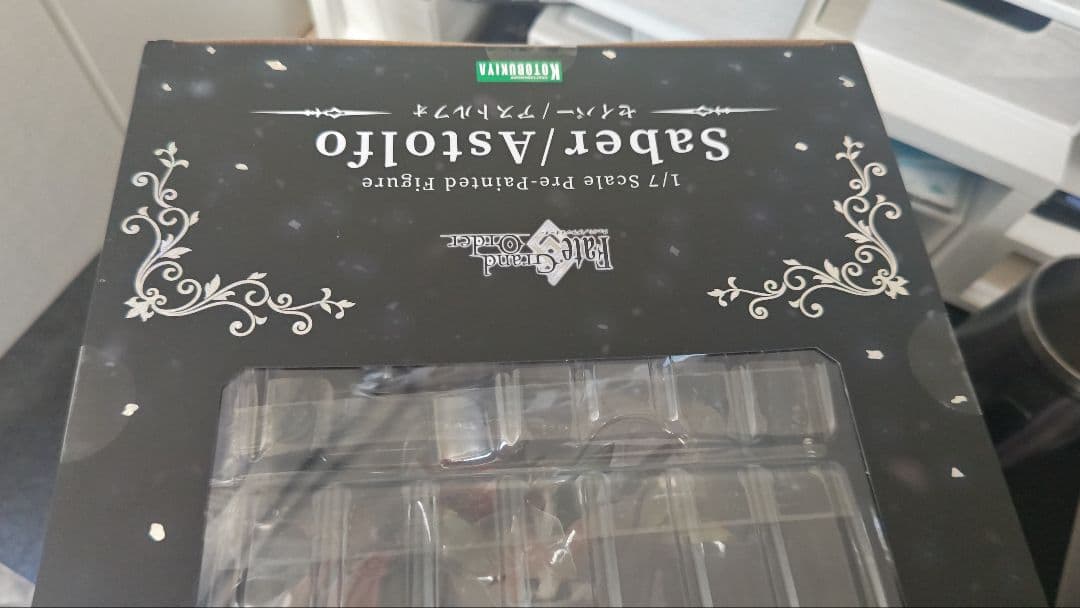 Fate/Grand Order
1/7 Scale Pre-Painted Figure
Saber/Astolfo
セイバー/アストルフォ
KOTOBUKIYA